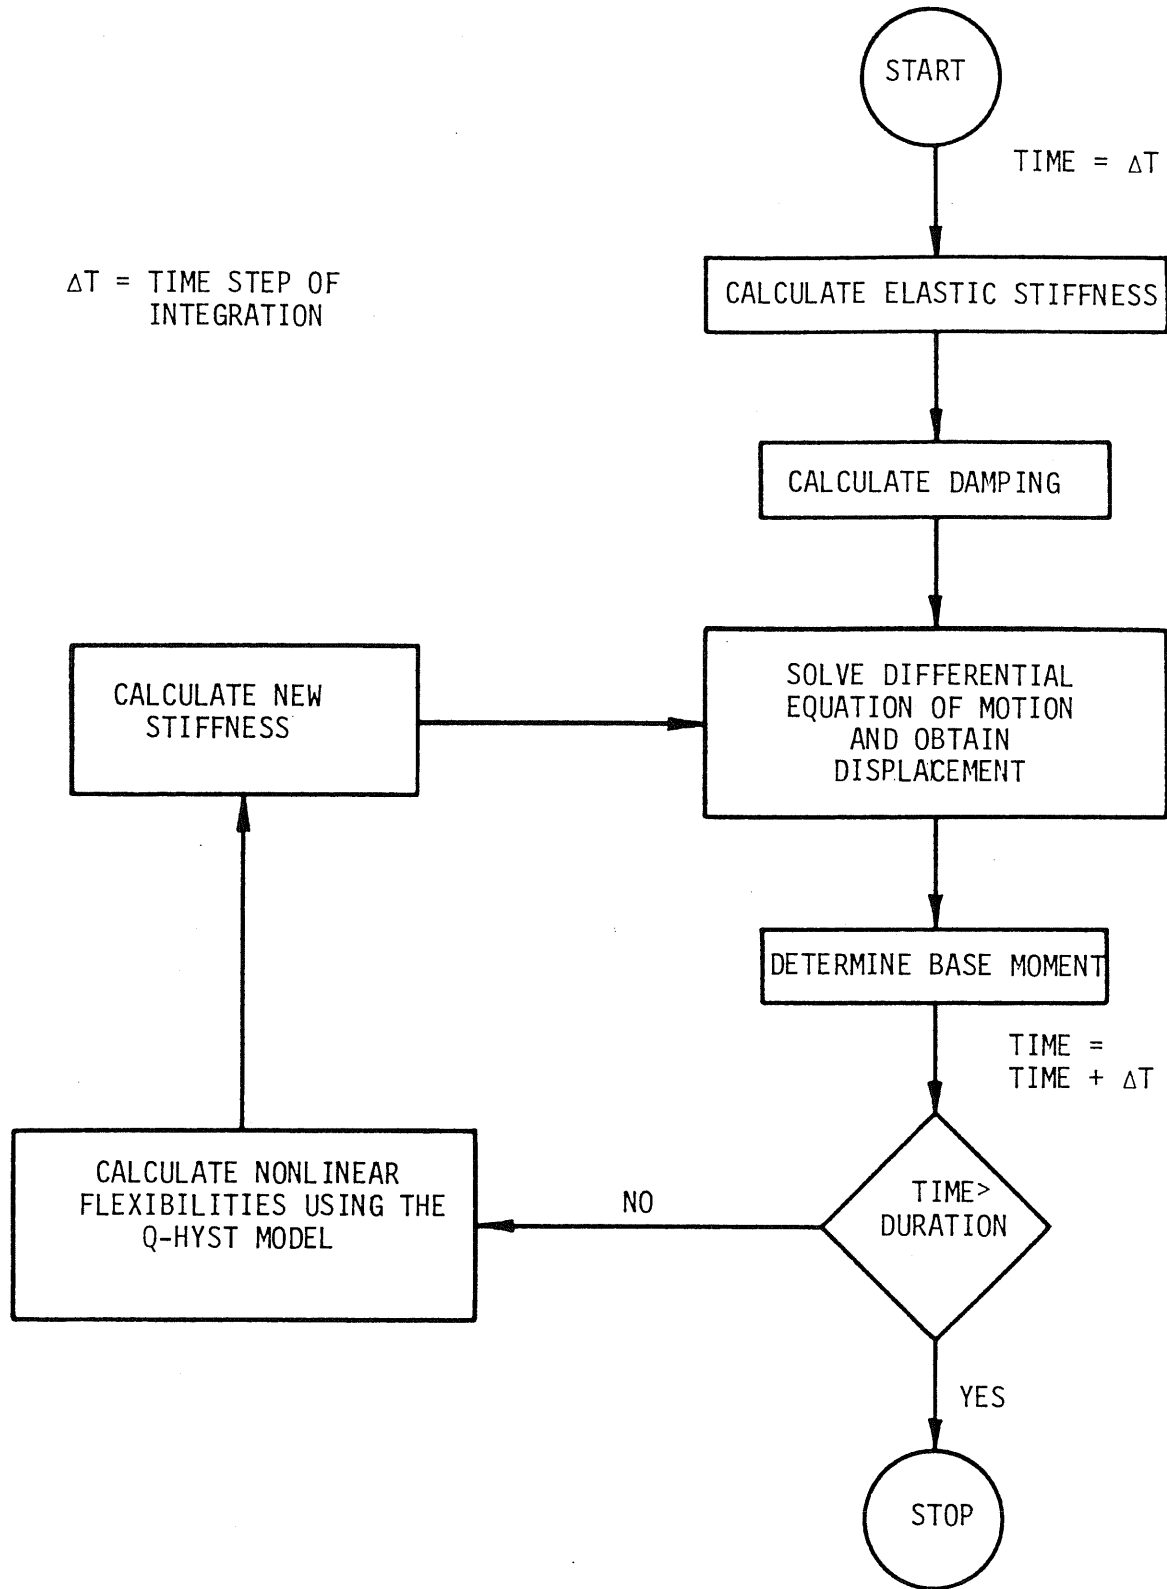 START
TIME = ΔT
ΔT = TIME STEP OF
INTEGRATION
CALCULATE ELASTIC STIFFNESS
CALCULATE DAMPING
SOLVE DIFFERENTIAL
EQUATION OF MOTION
AND OBTAIN
DISPLACEMENT
CALCULATE NEW
STIFFNESS
DETERMINE BASE MOMENT
TIME =
TIME + ΔT
TIME>
DURATION
NO
CALCULATE NONLINEAR
FLEXIBILITIES USING THE
Q-HYST MODEL
YES
STOP